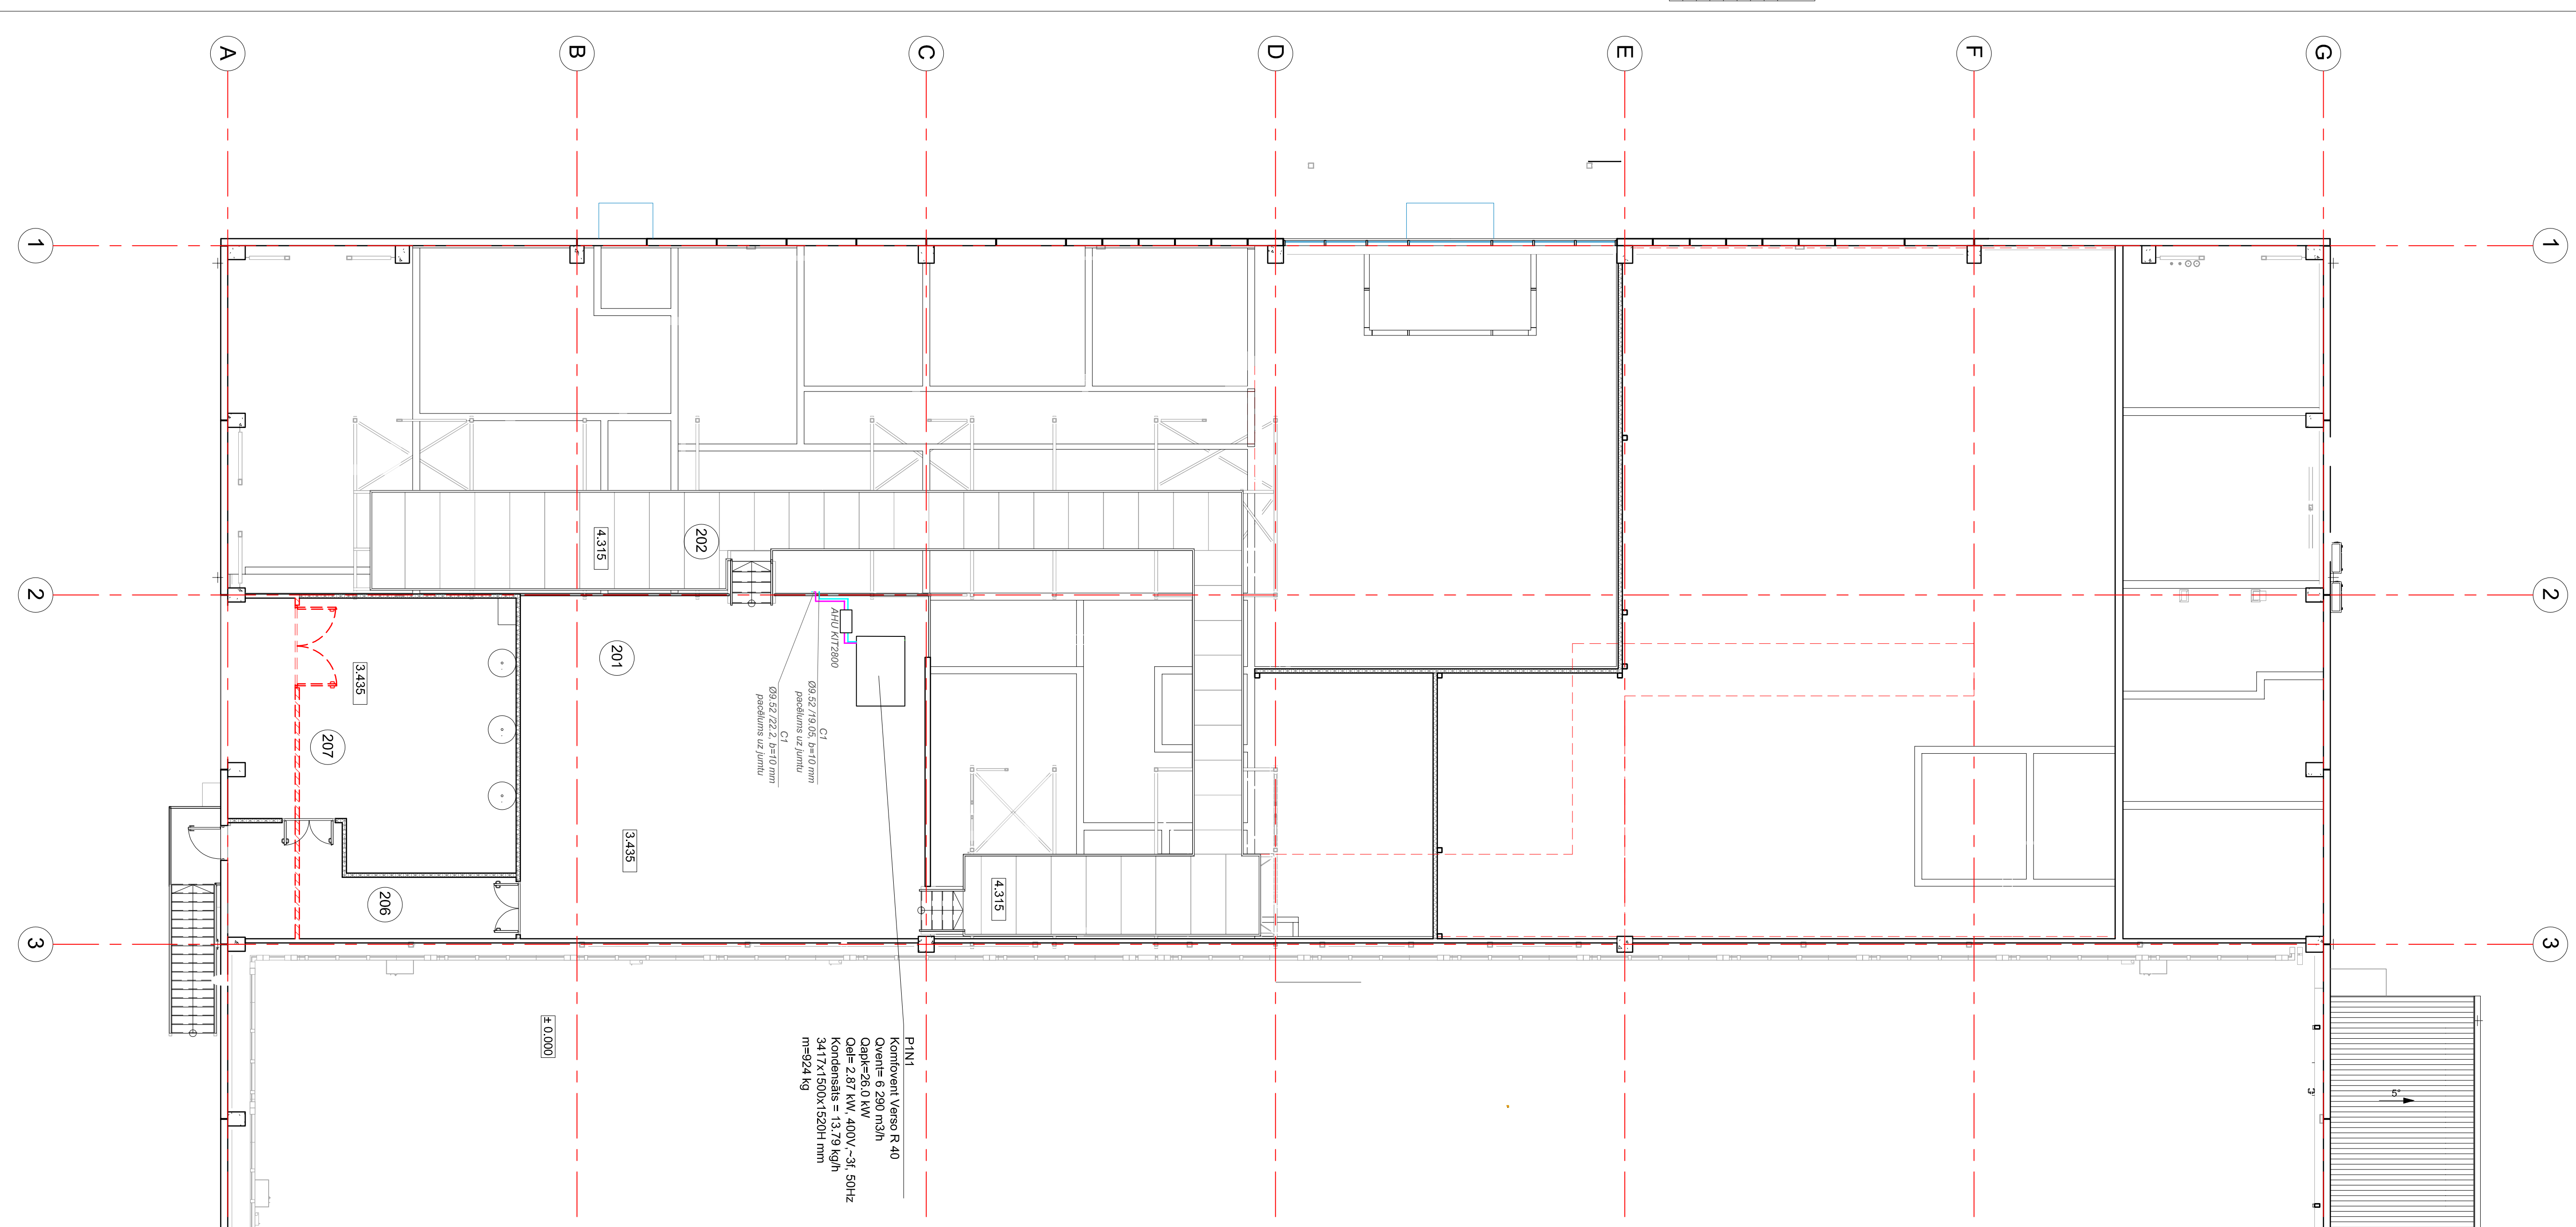 A
B
C
D
E
F
G
1
1
202
4.315
2
2
201
AHU KIT2800
3.435
C1
Ø9.52 /19.05, b=10 mm
pacēlums uz jumtu
C1
Ø9.52 /22.2, b=10 mm
pacēlums uz jumtu
207
3.435
206
4.315
3
3
± 0.000
P1N1
Komfovent Verso R 40
Qvent= 6 290 m3/h
Qapk=26.0 kW
Qel= 2.87 kW, 400V,~3f, 50Hz
Kondensāts = 13.79 kg/h
3417x1500x1520H mm
m=924 kg
5°